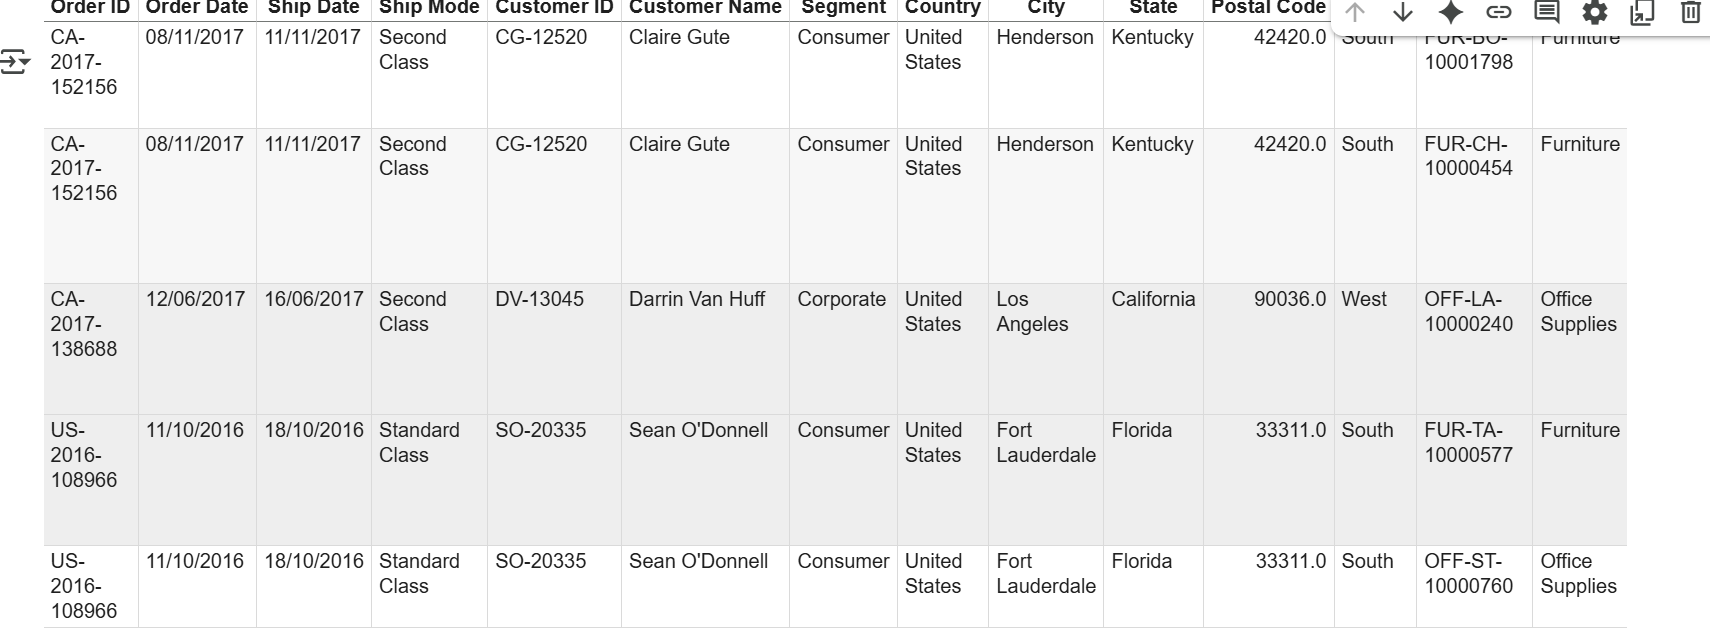 Order ID Order Date Ship Date Ship Mode Customer ID Customer Name Segment Country City State Postal Code
CA-2017-152156 08/11/2017 11/11/2017 Second Class CG-12520 Claire Gute Consumer United States Henderson Kentucky 42420.0 South FUR-BO-10001798 Furniture
CA-2017-152156 08/11/2017 11/11/2017 Second Class CG-12520 Claire Gute Consumer United States Henderson Kentucky 42420.0 South FUR-CH-10000454 Furniture
CA-2017-138688 12/06/2017 16/06/2017 Second Class DV-13045 Darrin Van Huff Corporate United States Los Angeles California 90036.0 West OFF-LA-10000240 Office Supplies
US-2016-108966 11/10/2016 18/10/2016 Standard Class SO-20335 Sean O'Donnell Consumer United States Fort Lauderdale Florida 33311.0 South FUR-TA-10000577 Furniture
US-2016-108966 11/10/2016 18/10/2016 Standard Class SO-20335 Sean O'Donnell Consumer United States Fort Lauderdale Florida 33311.0 South OFF-ST-10000760 Office Supplies